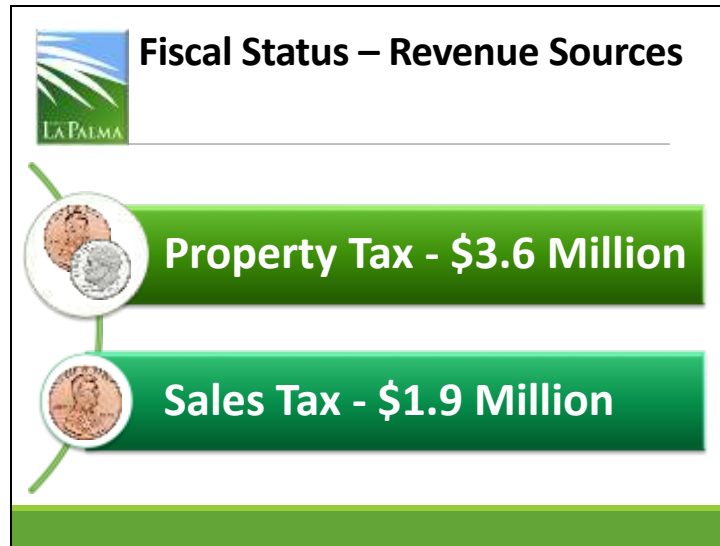 Fiscal Status – Revenue Sources
LA PALMA
Property Tax - $3.6 Million
Sales Tax - $1.9 Million